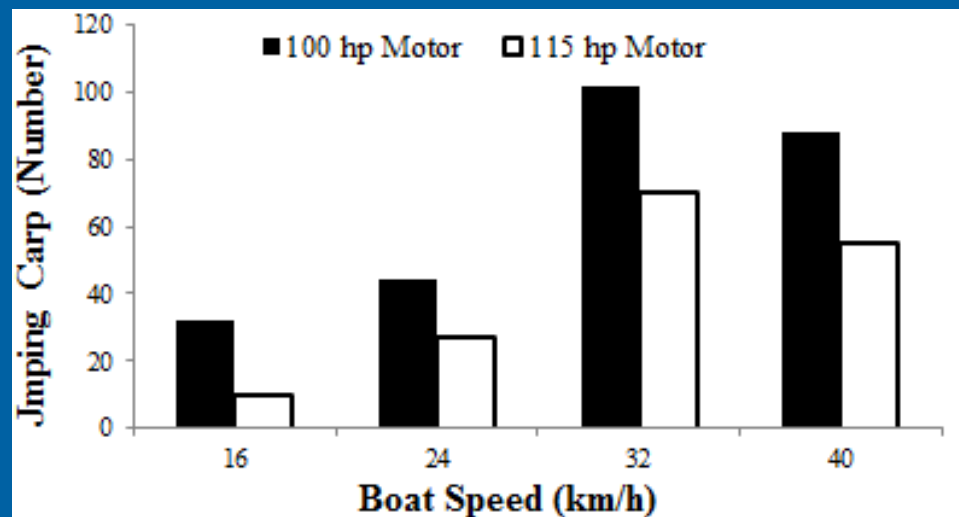 120
100 hp Motor 115 hp Motor
100
80
60
40
20
0
Jmping Carp (Number)
16 24 32 40
Boat Speed (km/h)